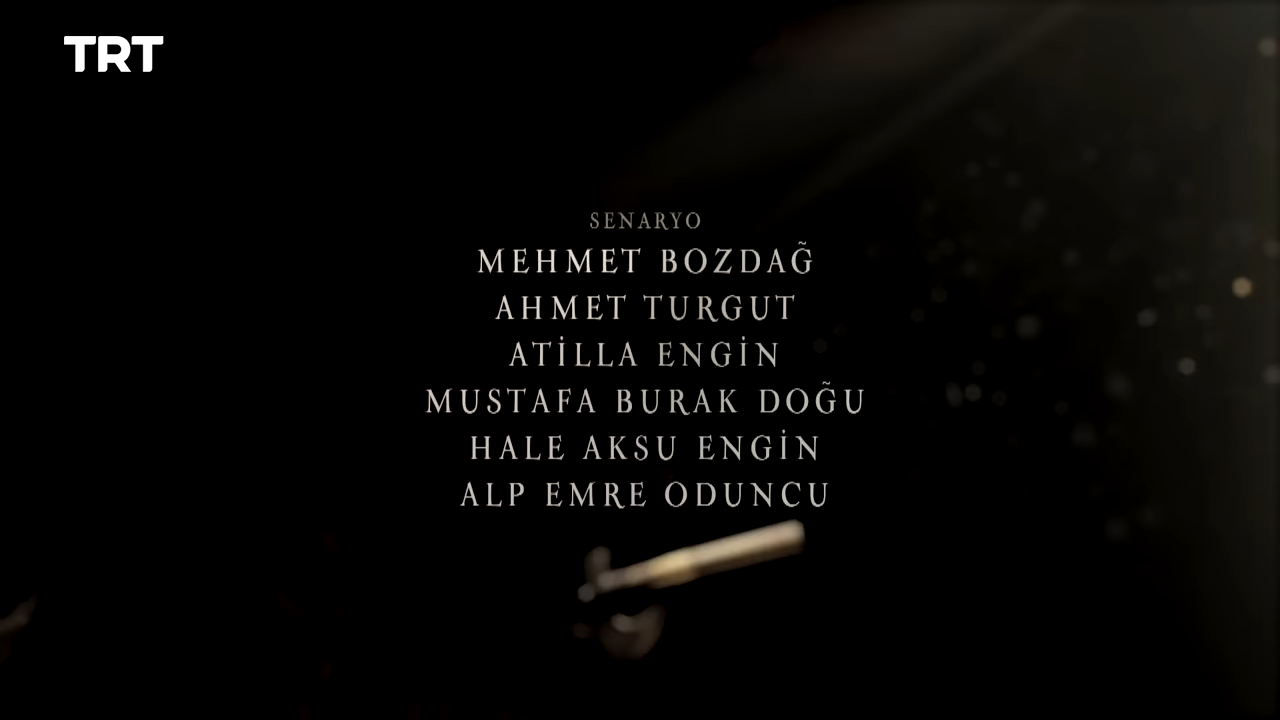 TRT
SENARYO
MEHMET BOZDAĞ
AHMET TURGUT
ATİLLA ENGİN
MUSTAFA BURAK DOĞU
HALE AKSU ENGİN
ALP EMRE ODUNCU